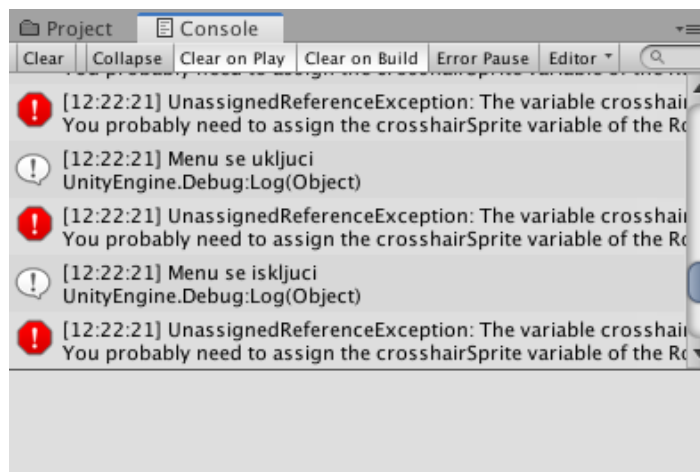 Project Console
Clear Collapse Clear on Play Clear on Build Error Pause Editor
[12:22:21] UnassignedReferenceException: The variable crosshair
You probably need to assign the crosshairSprite variable of the Ro
[12:22:21] Menu se ukljuci
UnityEngine.Debug:Log(Object)
[12:22:21] UnassignedReferenceException: The variable crosshair
You probably need to assign the crosshairSprite variable of the Ro
[12:22:21] Menu se iskljuci
UnityEngine.Debug:Log(Object)
[12:22:21] UnassignedReferenceException: The variable crosshair
You probably need to assign the crosshairSprite variable of the Ro